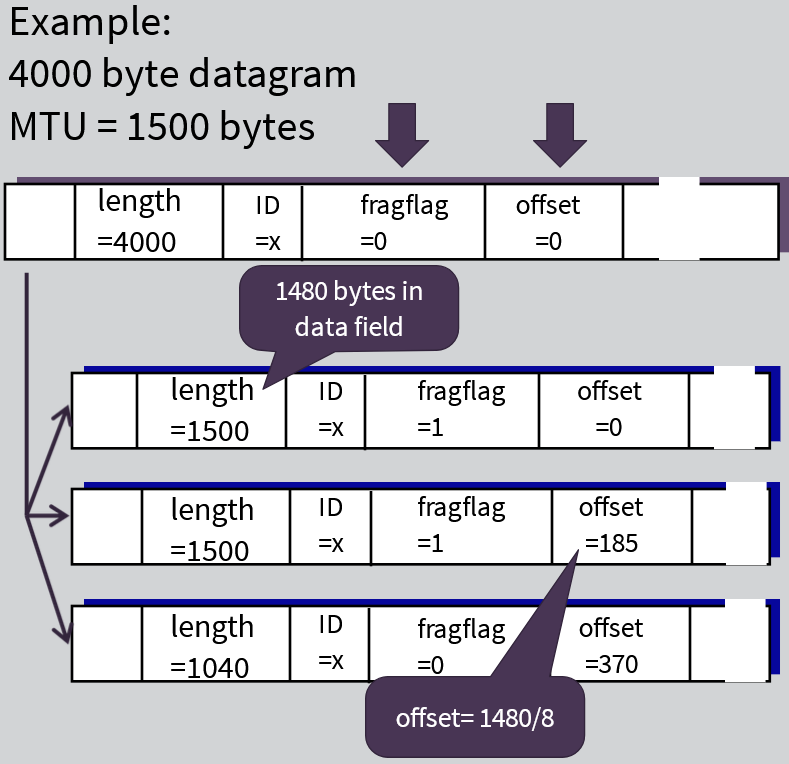 Example:
4000 byte datagram
MTU = 1500 bytes
length ID fragflag offset
=4000 =x =0 =0
1480 bytes in
data field
length ID fragflag offset
=1500 =x =1 =0
length ID fragflag offset
=1500 =x =1 =185
length ID fragflag offset
=1040 =x =0 =370
offset= 1480/8